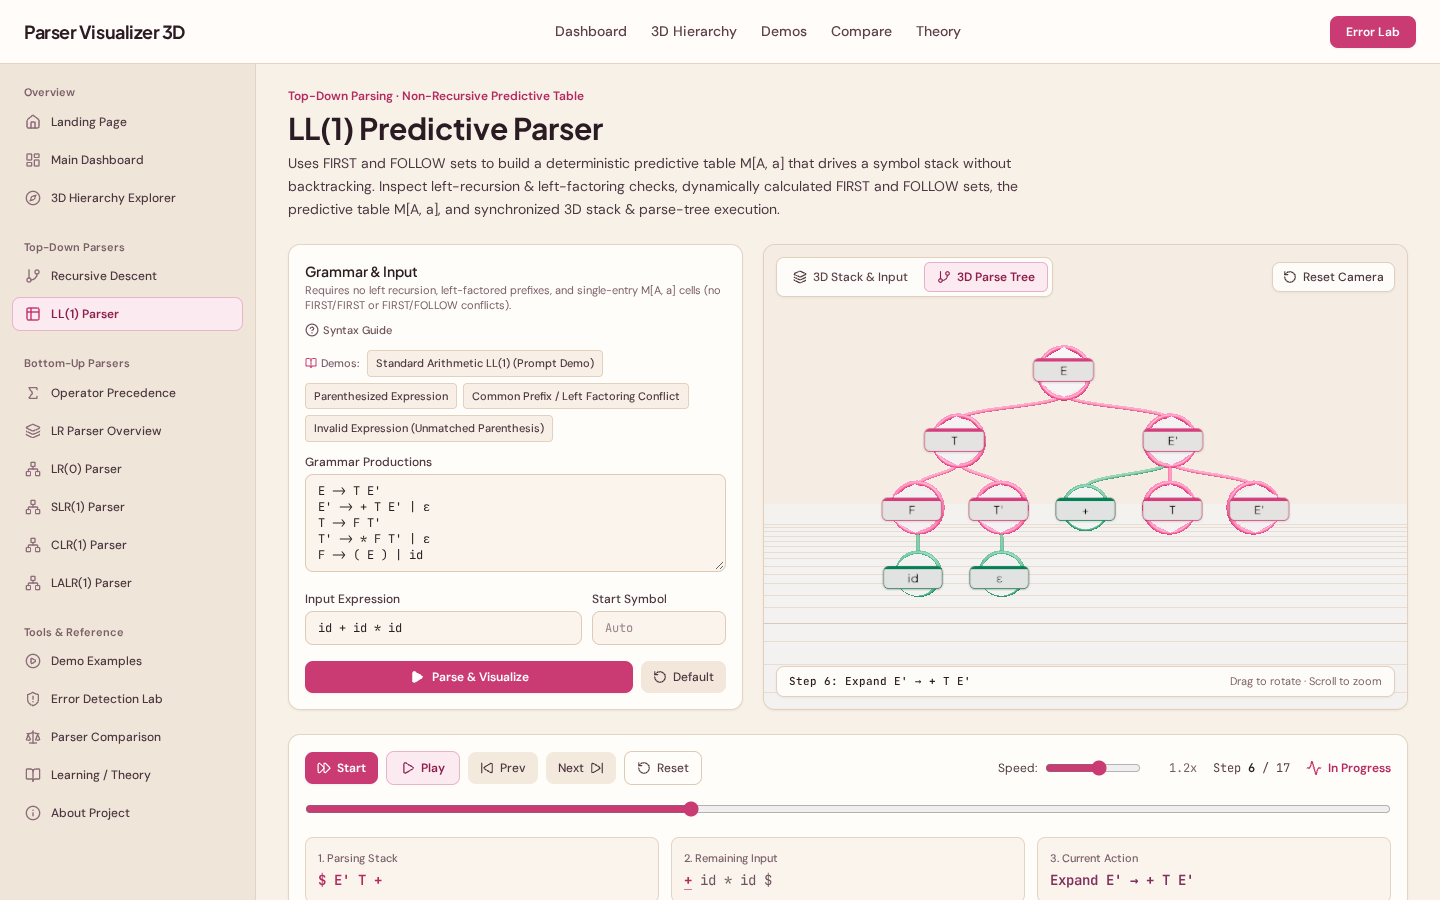 Parser Visualizer 3D
Dashboard
3D Hierarchy
Demos
Compare
Theory
Error Lab
Overview
Landing Page
Main Dashboard
3D Hierarchy Explorer
Top-Down Parsers
Recursive Descent
LL(1) Parser
Bottom-Up Parsers
Operator Precedence
LR Parser Overview
LR(0) Parser
SLR(1) Parser
CLR(1) Parser
LALR(1) Parser
Tools & Reference
Demo Examples
Error Detection Lab
Parser Comparison
Learning / Theory
About Project
Top-Down Parsing · Non-Recursive Predictive Table
LL(1) Predictive Parser
Uses FIRST and FOLLOW sets to build a deterministic predictive table M[A, a] that drives a symbol stack without
backtracking. Inspect left-recursion & left-factoring checks, dynamically calculated FIRST and FOLLOW sets, the
predictive table M[A, a], and synchronized 3D stack & parse-tree execution.
Grammar & Input
Requires no left recursion, left-factored prefixes, and single-entry M[A, a] cells (no
FIRST/FIRST or FIRST/FOLLOW conflicts).
Syntax Guide
Demos:
Standard Arithmetic LL(1) (Prompt Demo)
Parenthesized Expression
Common Prefix / Left Factoring Conflict
Invalid Expression (Unmatched Parenthesis)
Grammar Productions
E → T E'
E' → + T E' | ε
T → F T'
T' → * F T' | ε
F → ( E ) | id
Input Expression
id + id * id
Start Symbol
Auto
Parse & Visualize
Default
3D Stack & Input
3D Parse Tree
Reset Camera
E
T
E'
F
T'
+
T
E'
id
ε
Step 6: Expand E' → + T E'
Drag to rotate · Scroll to zoom
Start
Play
Prev
Next
Reset
Speed:
1.2x
Step 6 / 17
In Progress
1. Parsing Stack
$ E' T +
2. Remaining Input
+ id * id $
3. Current Action
Expand E' → + T E'